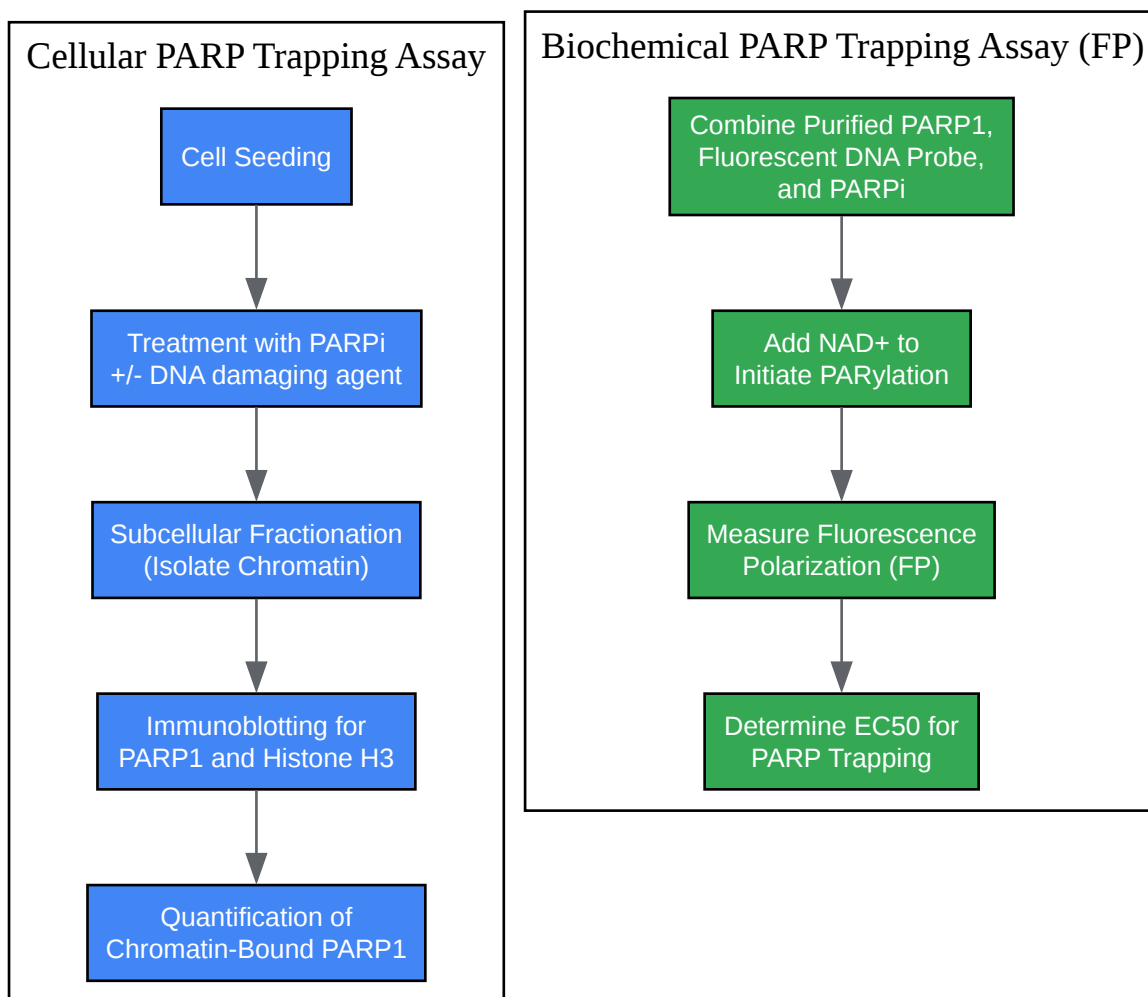 Cellular PARP Trapping Assay
Cell Seeding
Treatment with PARPi
+/- DNA damaging agent
Subcellular Fractionation
(Isolate Chromatin)
Immunoblotting for
PARP1 and Histone H3
Quantification of
Chromatin-Bound PARP1
Biochemical PARP Trapping Assay (FP)
Combine Purified PARP1,
Fluorescent DNA Probe,
and PARPi
Add NAD+ to
Initiate PARylation
Measure Fluorescence
Polarization (FP)
Determine EC50 for
PARP Trapping